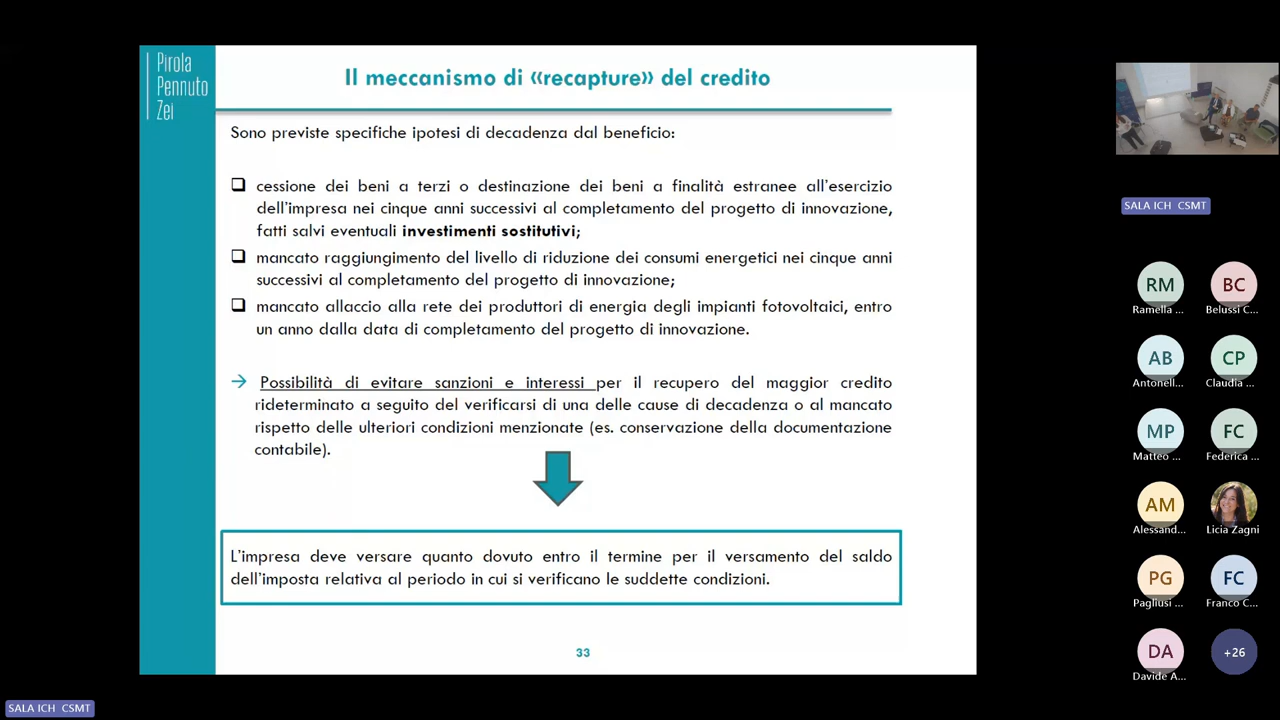 Pirola
Pennuto
Zei
Il meccanismo di «recapture» del credito
Sono previste specifiche ipotesi di decadenza dal beneficio:
cessione dei beni a terzi o destinazione dei beni a finalità estranee all’esercizio
dell’impresa nei cinque anni successivi al completamento del progetto di innovazione,
fatti salvi eventuali investimenti sostitutivi;
mancato raggiungimento del livello di riduzione dei consumi energetici nei cinque anni
successivi al completamento del progetto di innovazione;
mancato allaccio alla rete dei produttori di energia degli impianti fotovoltaici, entro
un anno dalla data di completamento del progetto di innovazione.
→ Possibilità di evitare sanzioni e interessi per il recupero del maggior credito
rideterminato a seguito del verificarsi di una delle cause di decadenza o al mancato
rispetto delle ulteriori condizioni menzionate (es. conservazione della documentazione
contabile).
L’impresa deve versare quanto dovuto entro il termine per il versamento del saldo
dell’imposta relativa al periodo in cui si verificano le suddette condizioni.
33
SALA ICH CSMT
RM
Ramella ...
BC
Belussi C...
AB
Antonell...
CP
Claudia ...
MP
Matteo ...
FC
Federica ...
AM
Alessand...
Licia Zagni
PG
Pagliusi ...
FC
Franco C...
DA
Davide A...
+26
SALA ICH CSMT